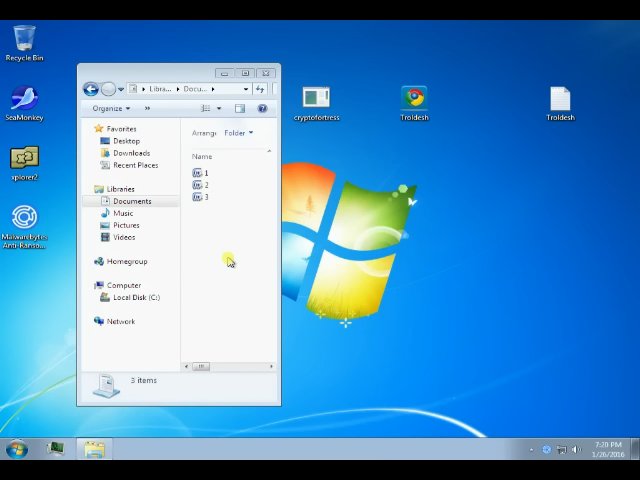 Recycle Bin
SeaMonkey
xplorer2
Malwarebytes
Anti-Ranso...
Libra...
Docu...
Organize
»
Favorites
Desktop
Downloads
Recent Places
Libraries
Documents
Music
Pictures
Videos
Homegroup
Computer
Local Disk (C:)
Network
Arrang
Folder
Name
1
2
3
3 items
cryptofortress
Troldesh
Troldesh
7:29 PM
1/26/2016